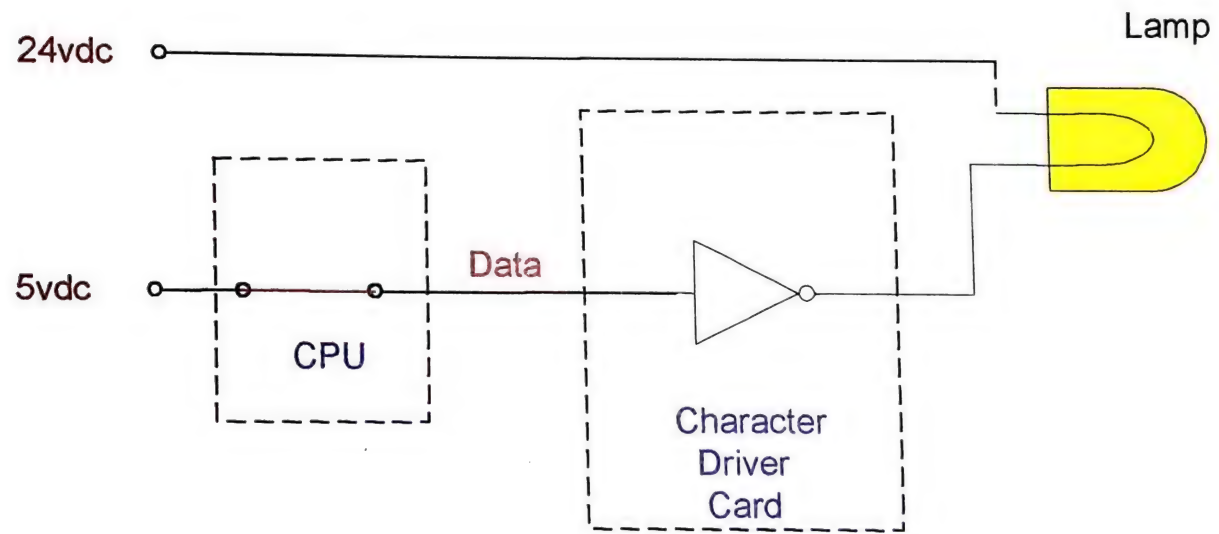 Lamp
24vdc
5vdc
Data
CPU
Character
Driver
Card